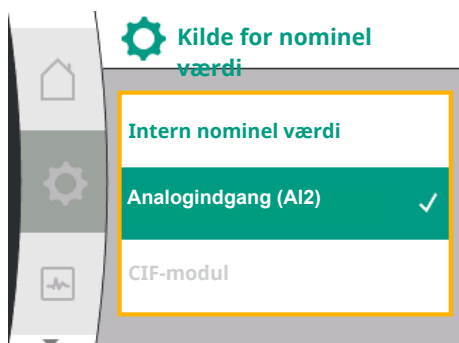 Kilde for nominel
værdi
Intern nominel værdi
Analogindgang (AI2)
CIF-modul